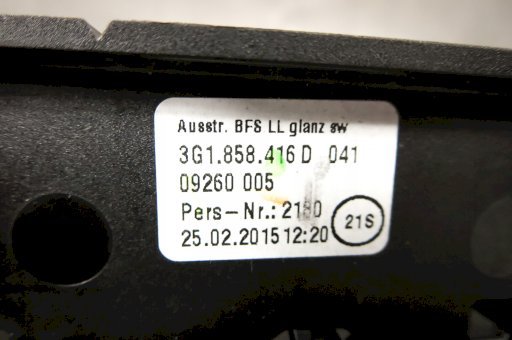 Ausstr. BFS LL glanz sw
3G1.858.416 D 041
09260 005
Pers-Nr.: 2180
21S
25.02.2015 12:20